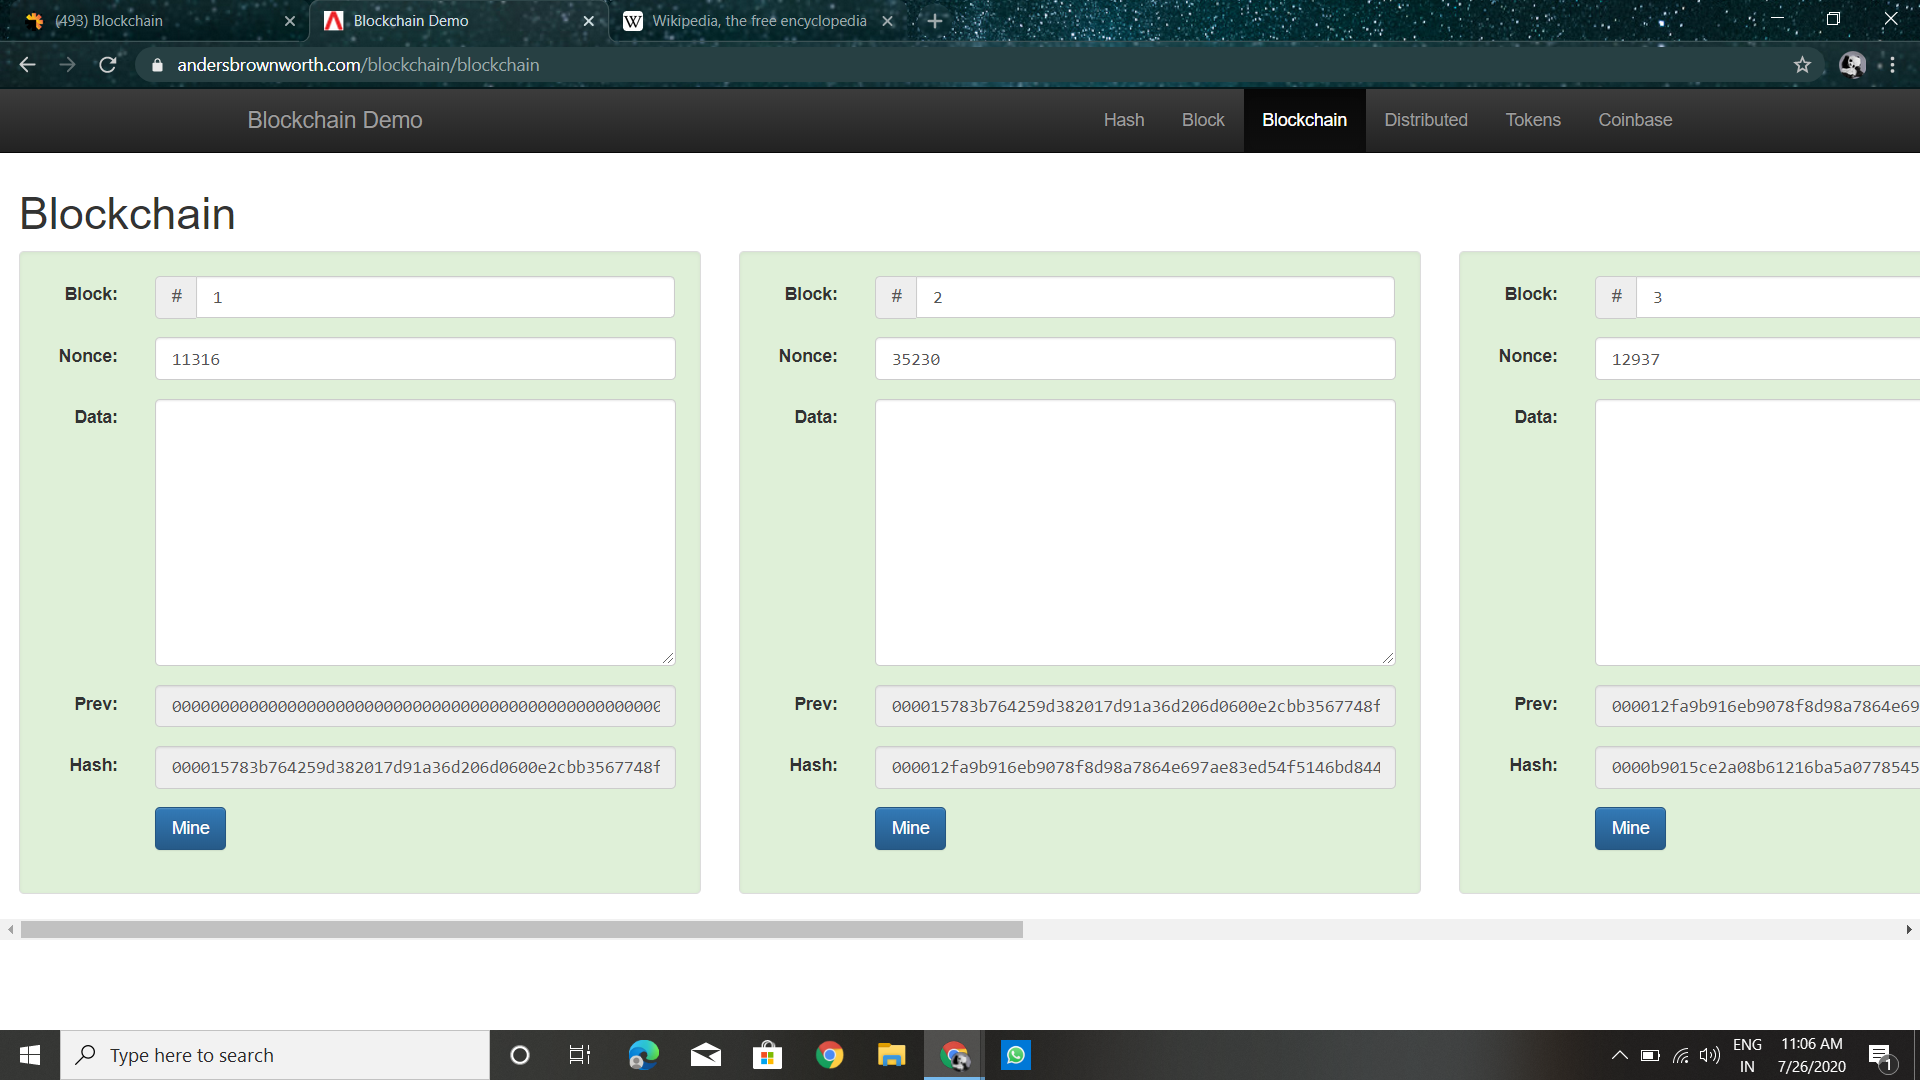 (493) Blockchain
Blockchain Demo
Wikipedia, the free encyclopedia
andersbrownworth.com/blockchain/blockchain
Blockchain Demo
Hash
Block
Blockchain
Distributed
Tokens
Coinbase
Blockchain
Block:
# 1
Nonce:
11316
Data:
Prev:
00000000000000000000000000000000000000000000000000
Hash:
000015783b764259d382017d91a36d206d0600e2cbb3567748f
Mine
Block:
# 2
Nonce:
35230
Data:
Prev:
000015783b764259d382017d91a36d206d0600e2cbb3567748f
Hash:
000012fa9b916eb9078f8d98a7864e697ae83ed54f5146bd844
Mine
Block:
# 3
Nonce:
12937
Data:
Prev:
000012fa9b916eb9078f8d98a7864e69
Hash:
0000b9015ce2a08b61216ba5a0778545
Mine
Type here to search
ENG
IN
11:06 AM
7/26/2020
1